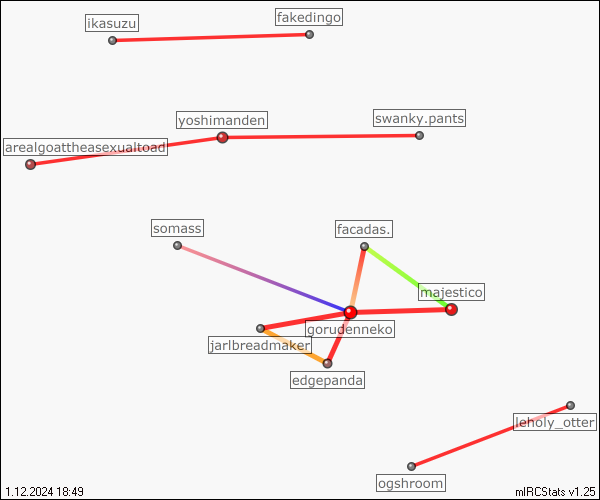 fakedingo
ikasuzu
swanky.pants
yoshimanden
arealgoattheasexualtoad
somass
facadas.
majestico
gorudenneko
jarlbreadmaker
edgepanda
leholy_otter
ogshroom
1.12.2024 18:49
mIRCStats v1.25